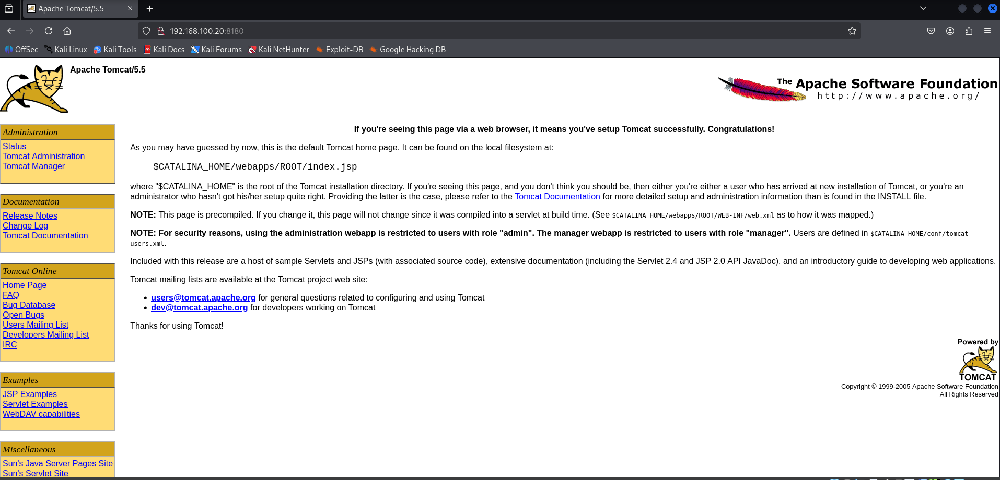 Apache Tomcat/5.5
192.168.100.20:8180
OffSec Kali Linux Kali Tools Kali Docs Kali Forums Kali NetHunter Exploit-DB Google Hacking DB
Apache Tomcat/5.5
The Apache Software Foundation
http://www.apache.org/
Administration
Status
Tomcat Administration
Tomcat Manager
Documentation
Release Notes
Change Log
Tomcat Documentation
Tomcat Online
Home Page
FAQ
Bug Database
Open Bugs
Users Mailing List
Developers Mailing List
IRC
Examples
JSP Examples
Servlet Examples
WebDAV capabilities
Miscellaneous
Sun's Java Server Pages Site
Sun's Servlet Site
If you're seeing this page via a web browser, it means you've setup Tomcat successfully. Congratulations!
As you may have guessed by now, this is the default Tomcat home page. It can be found on the local filesystem at:
$CATALINA_HOME/webapps/ROOT/index.jsp
where "$CATALINA_HOME" is the root of the Tomcat installation directory. If you're seeing this page, and you don't think you should be, then either you're either a user who has arrived at new installation of Tomcat, or you're an
administrator who hasn't got his/her setup quite right. Providing the latter is the case, please refer to the Tomcat Documentation for more detailed setup and administration information than is found in the INSTALL file.
NOTE: This page is precompiled. If you change it, this page will not change since it was compiled into a servlet at build time. (See $CATALINA_HOME/webapps/ROOT/WEB-INF/web.xml as to how it was mapped.)
NOTE: For security reasons, using the administration webapp is restricted to users with role "admin". The manager webapp is restricted to users with role "manager". Users are defined in $CATALINA_HOME/conf/tomcat-
users.xml.
Included with this release are a host of sample Servlets and JSPs (with associated source code), extensive documentation (including the Servlet 2.4 and JSP 2.0 API JavaDoc), and an introductory guide to developing web applications.
Tomcat mailing lists are available at the Tomcat project web site:
• users@tomcat.apache.org for general questions related to configuring and using Tomcat
• dev@tomcat.apache.org for developers working on Tomcat
Thanks for using Tomcat!
Powered by
TOMCAT
Copyright © 1999-2005 Apache Software Foundation
All Rights Reserved